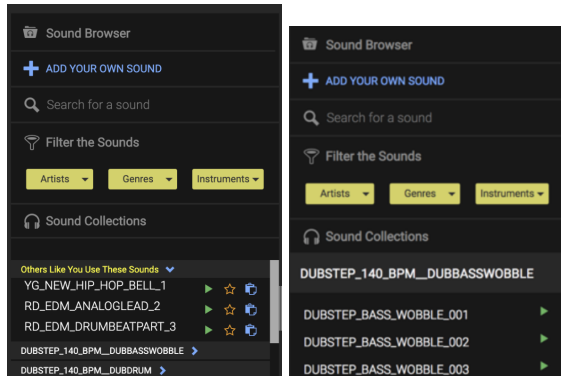 Sound Browser
ADD YOUR OWN SOUND
Search for a sound
Filter the Sounds
Artists Genres Instruments
Sound Collections
Others Like You Use These Sounds
YG_NEW_HIP_HOP_BELL_1
RD_EDM_ANALOGLEAD_2
RD_EDM_DRUMBEATPART_3
DUBSTEP_140_BPM__DUBBASSWOBBLE
DUBSTEP_140_BPM__DUBDRUM
Sound Browser
ADD YOUR OWN SOUND
Search for a sound
Filter the Sounds
Artists Genres Instruments
Sound Collections
DUBSTEP_140_BPM__DUBBASSWOBBLE
DUBSTEP_BASS_WOBBLE_001
DUBSTEP_BASS_WOBBLE_002
DUBSTEP_BASS_WOBBLE_003